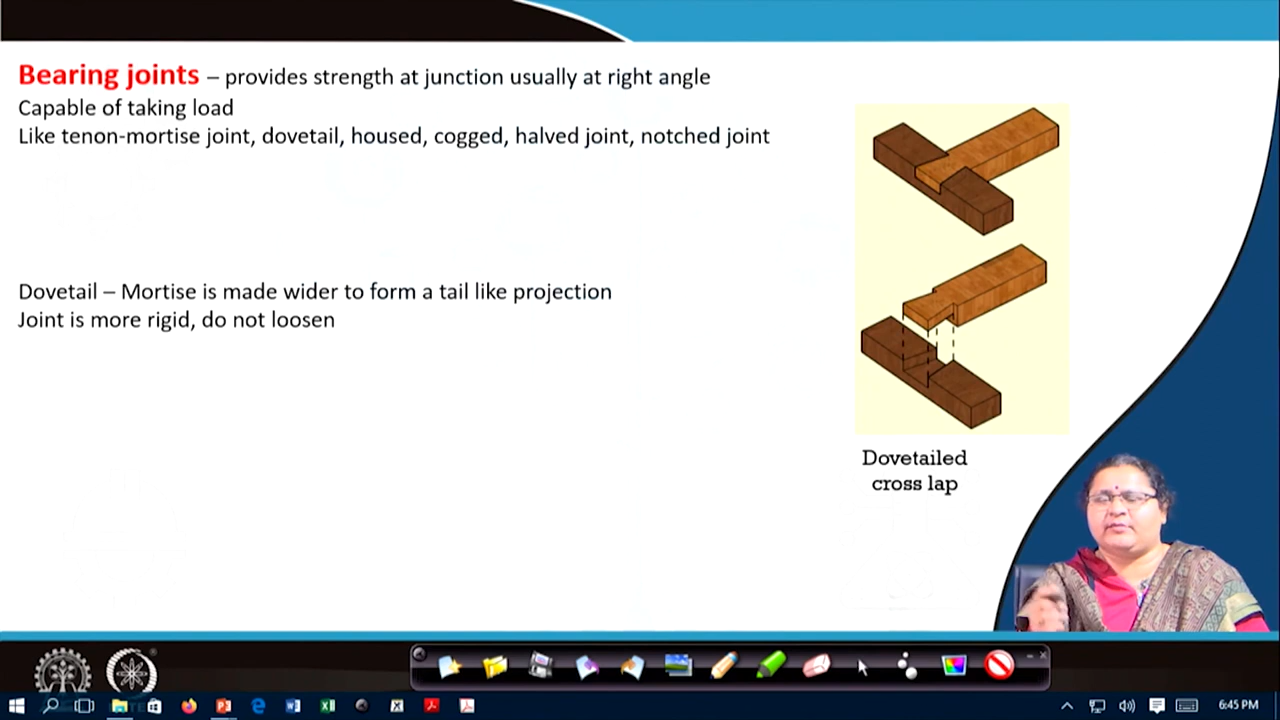 Bearing joints – provides strength at junction usually at right angle
Capable of taking load
Like tenon-mortise joint, dovetail, housed, cogged, halved joint, notched joint
Dovetail – Mortise is made wider to form a tail like projection
Joint is more rigid, do not loosen
Dovetailed
cross lap
6:45 PM